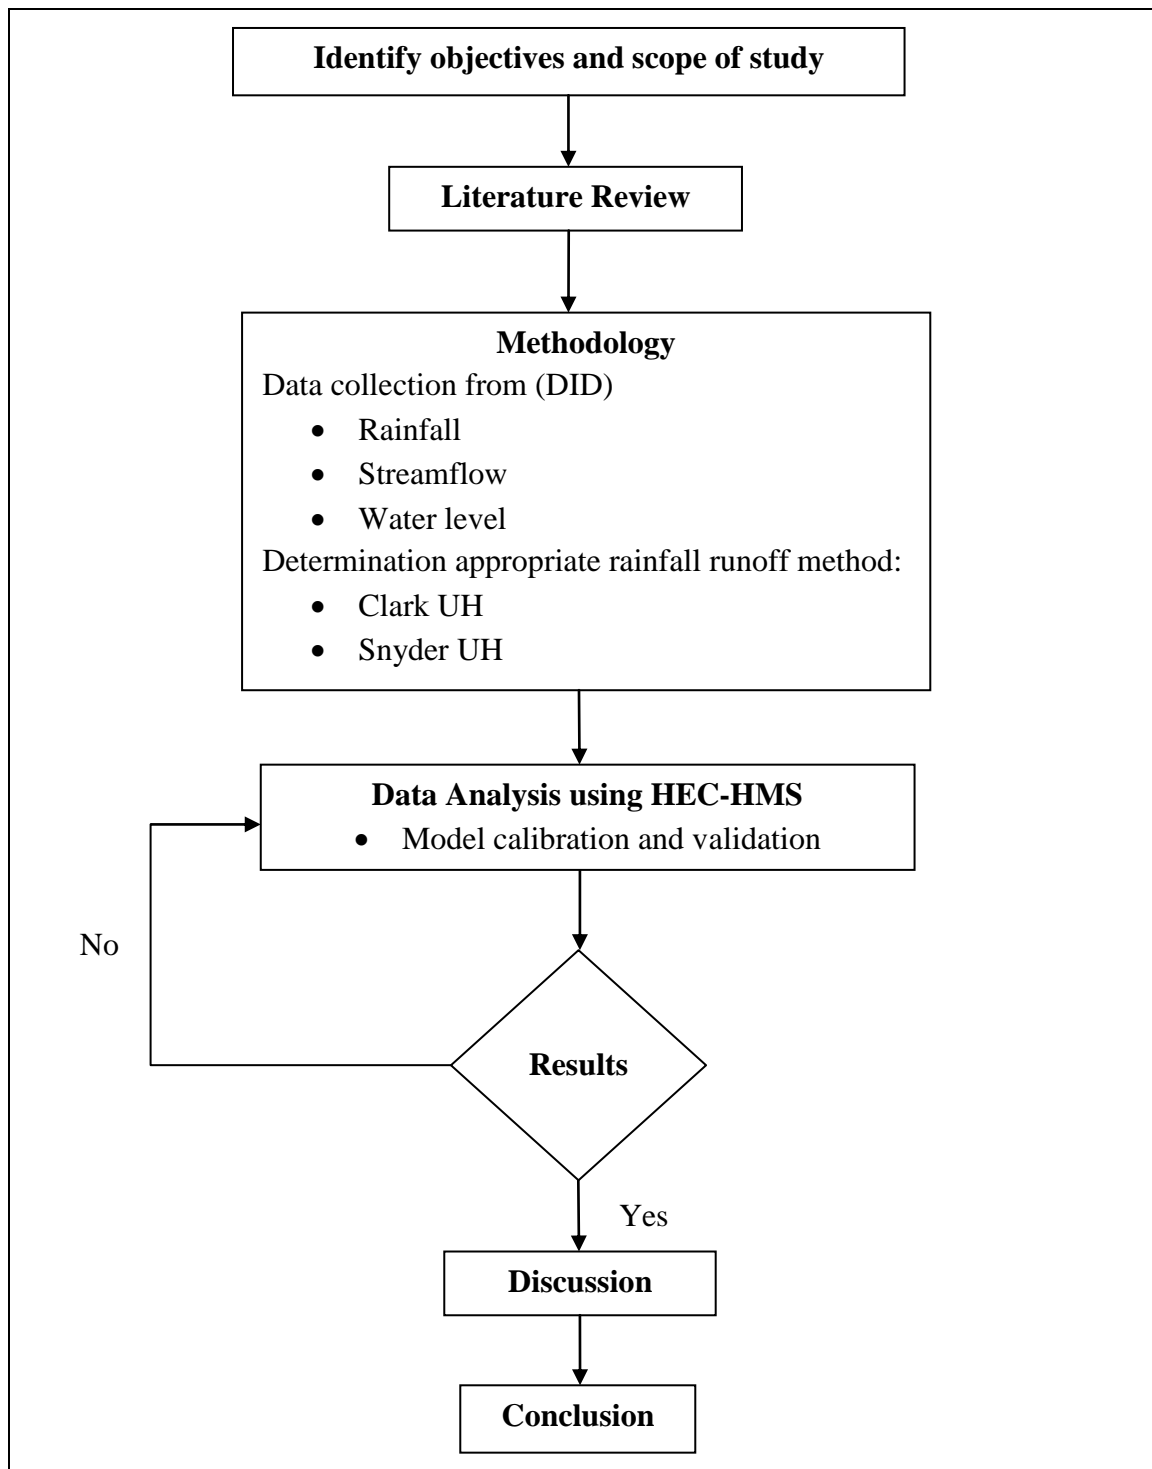 Identify objectives and scope of study
Literature Review
Methodology
Data collection from (DID)
• Rainfall
• Streamflow
• Water level
Determination appropriate rainfall runoff method:
• Clark UH
• Snyder UH
Data Analysis using HEC-HMS
• Model calibration and validation
No
Results
Yes
Discussion
Conclusion